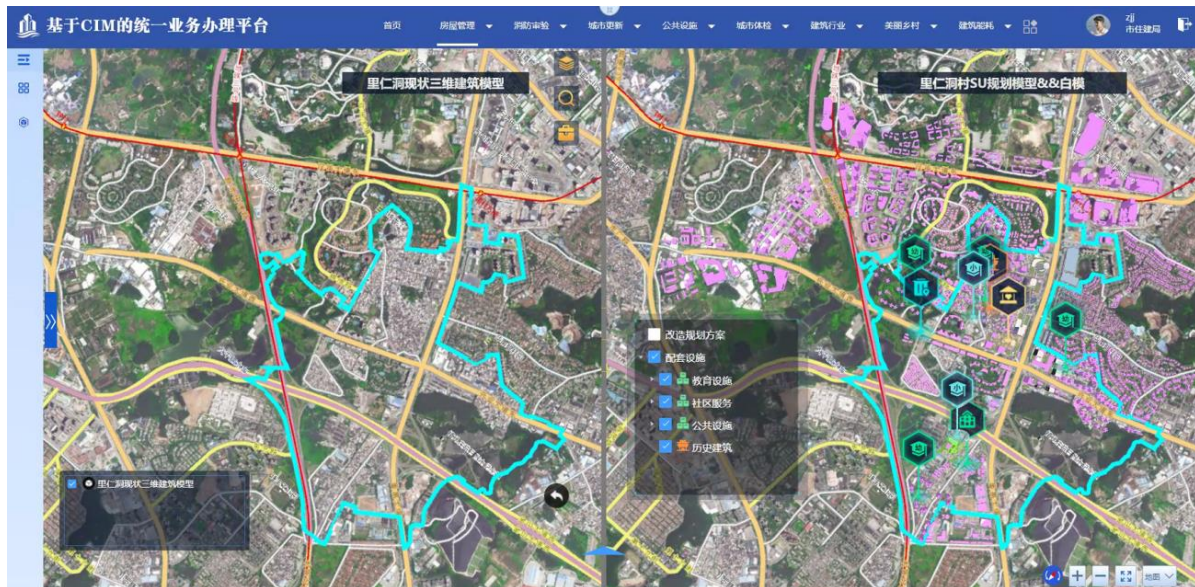 基于CIM的统一业务办理平台
首页
房屋管理
消防审验
城市更新
公共设施
城市体检
建筑行业
美丽乡村
建筑能耗
zjj
市住建局
里仁洞现状三维建筑模型
里仁洞村SU规划模型&&白模
改造规划方案
配套设施
教育设施
社区服务
公共设施
历史建筑
里仁洞现状三维建筑模型
小
幼
小
地图